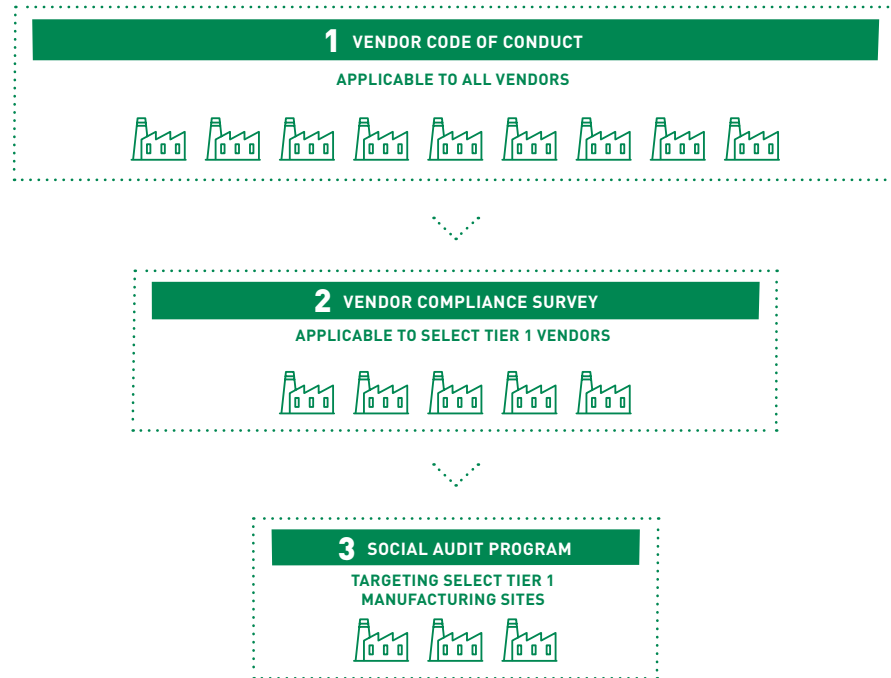 1 VENDOR CODE OF CONDUCT
APPLICABLE TO ALL VENDORS
2 VENDOR COMPLIANCE SURVEY
APPLICABLE TO SELECT TIER 1 VENDORS
3 SOCIAL AUDIT PROGRAM
TARGETING SELECT TIER 1
MANUFACTURING SITES